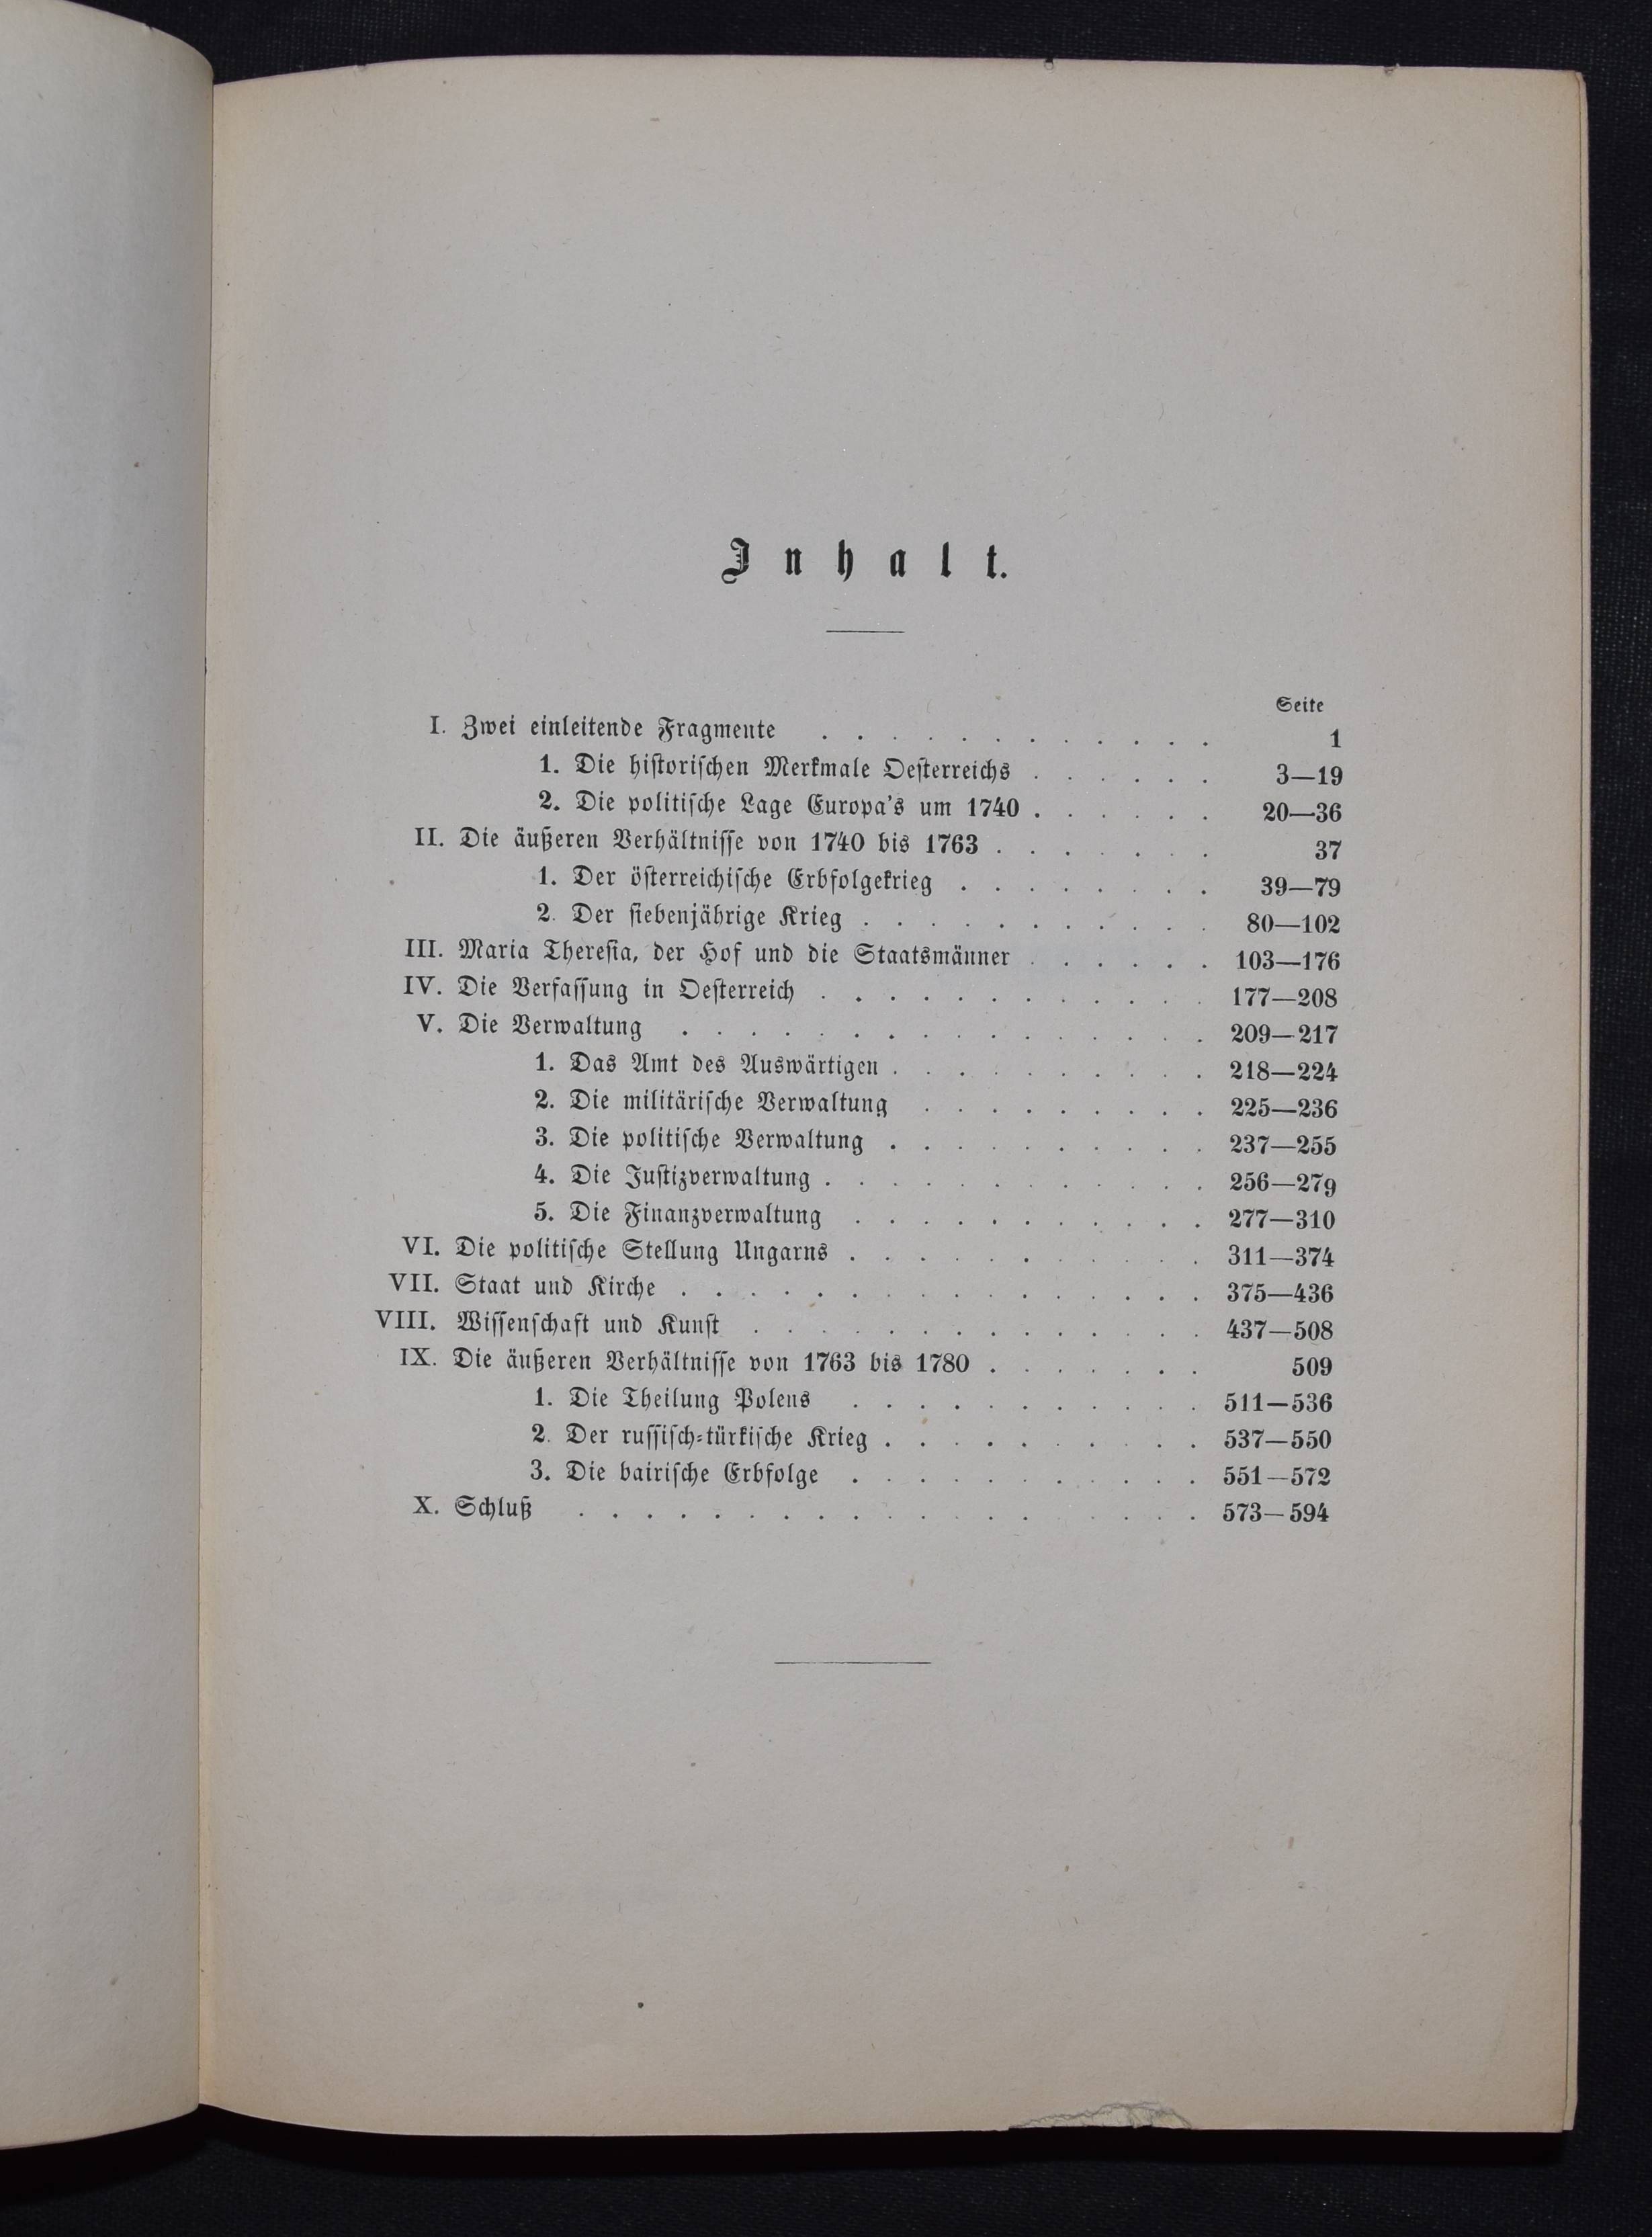 Inhalt.
Seite
I. Zwei einleitende Fragmente . . . . . . . . . . . . 1
1. Die historischen Merkmale Oesterreichs . . . . . . 3—19
2. Die politische Lage Europa's um 1740 . . . . . . 20—36
II. Die äußeren Verhältnisse von 1740 bis 1763 . . . . . . . 37
1. Der österreichische Erbfolgekrieg . . . . . . . . 39—79
2. Der siebenjährige Krieg . . . . . . . . . . . 80—102
III. Maria Theresia, der Hof und die Staatsmänner . . . . . . 103—176
IV. Die Verfassung in Oesterreich . . . . . . . . . . . . 177—208
V. Die Verwaltung . . . . . . . . . . . . . . . . 209—217
1. Das Amt des Auswärtigen . . . . . . . . . . 218—224
2. Die militärische Verwaltung . . . . . . . . . 225—236
3. Die politische Verwaltung . . . . . . . . . . 237—255
4. Die Justizverwaltung . . . . . . . . . . . . 256—279
5. Die Finanzverwaltung . . . . . . . . . . . 277—310
VI. Die politische Stellung Ungarns . . . . . . . . . . . 311—374
VII. Staat und Kirche . . . . . . . . . . . . . . . . 375—436
VIII. Wissenschaft und Kunst . . . . . . . . . . . . . . 437—508
IX. Die äußeren Verhältnisse von 1763 bis 1780 . . . . . . . 509
1. Die Theilung Polens . . . . . . . . . . . 511—536
2. Der russisch-türkische Krieg . . . . . . . . . . 537—550
3. Die bairische Erbfolge . . . . . . . . . . . 551—572
X. Schluß . . . . . . . . . . . . . . . . . . . 573—594